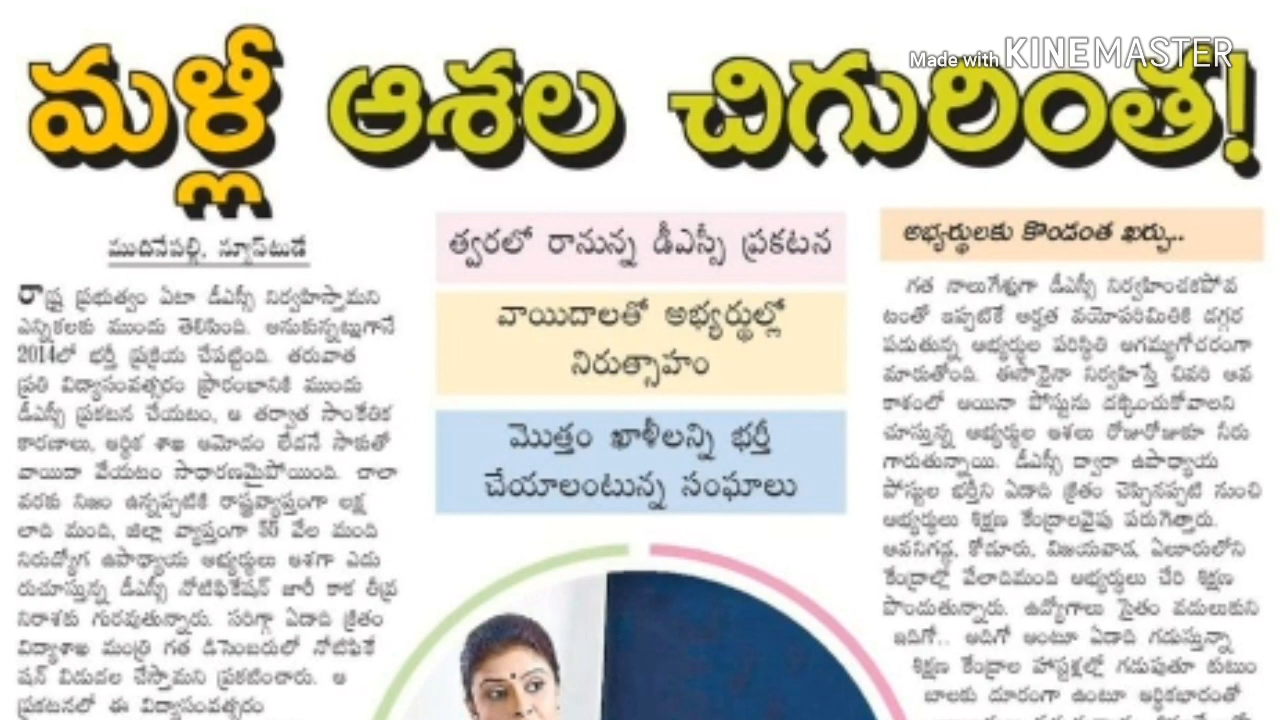 Made with KINEMASTER
మళ్లీ ఆశల చిగురింత!
ముదినేపల్లి, న్యూస్‌టుడే
రాష్ట్ర ప్రభుత్వం ఏటా డీఎస్సీ నిర్వహిస్తామని
ఎన్నికలకు ముందు తెలిపింది. అనుకున్నట్లుగానే
2014లో భర్తీ ప్రక్రియ చేపట్టింది. తరువాత
ప్రతి విద్యాసంవత్సరం ప్రారంభానికి ముందు
డీఎస్సీ ప్రకటన చేయటం, ఆ తర్వాత సాంకేతిక
కారణాలు, ఆర్థిక శాఖ ఆమోదం లేదనే సాకుతో
వాయిదా వేయటం సాధారణమైపోయింది. చాలా
వరకు నిజం ఉన్నప్పటికీ రాష్ట్రవ్యాప్తంగా లక్ష
లాది మంది, జిల్లా వ్యాప్తంగా వేల మంది
నిరుద్యోగ ఉపాధ్యాయ అభ్యర్థులు ఆశగా ఎదు
రుచూస్తున్న డీఎస్సీ నోటిఫికేషన్ జారీ కాక తీవ్ర
నిరాశకు గురవుతున్నారు. సరిగ్గా ఏడాది క్రితం
విద్యాశాఖ మంత్రి గత డిసెంబరులో నోటిఫికే
షన్ విడుదల చేస్తామని ప్రకటించారు. ఆ
ప్రకటనలో ఈ విద్యాసంవత్సరం
త్వరలో రానున్న డీఎస్సీ ప్రకటన
వాయిదాలతో అభ్యర్థుల్లో
నిరుత్సాహం
మొత్తం ఖాళీలన్ని భర్తీ
చేయాలంటున్న సంఘాలు
అభ్యర్థులకు కొండంత ఖర్చు..
గత నాలుగేళ్లుగా డీఎస్సీ నిర్వహించకపోవ
టంతో ఇప్పటికే అర్హత వయోపరిమితికి దగ్గర
పడుతున్న అభ్యర్థుల పరిస్థితి అగమ్యగోచరంగా
మారుతోంది. ఈసారైనా నిర్వహిస్తే చివరి అవ
కాశంలో అయినా పోస్టును దక్కించుకోవాలని
చూస్తున్న అభ్యర్థుల ఆశలు రోజురోజుకూ నీరు
గారుతున్నాయి. డీఎస్సీ ద్వారా ఉపాధ్యాయ
పోస్టుల భర్తీని ఏడాది క్రితం చెప్పినప్పటి నుంచి
అభ్యర్థులు శిక్షణ కేంద్రాలవైపు పరుగెత్తారు.
అవనిగడ్డ, కోడూరు, విజయవాడ, ఏలూరులోని
కేంద్రాల్లో వేలాదిమంది అభ్యర్థులు చేరి శిక్షణ
పొందుతున్నారు. ఉద్యోగాలు సైతం వదులుకుని
ఇదిగో.. అదిగో అంటూ ఏడాది గడుస్తున్నా
శిక్షణ కేంద్రాల హాస్టళ్లల్లో గడుపుతూ కుటుం
బాలకు దూరంగా ఉంటూ ఆర్థికభారంతో